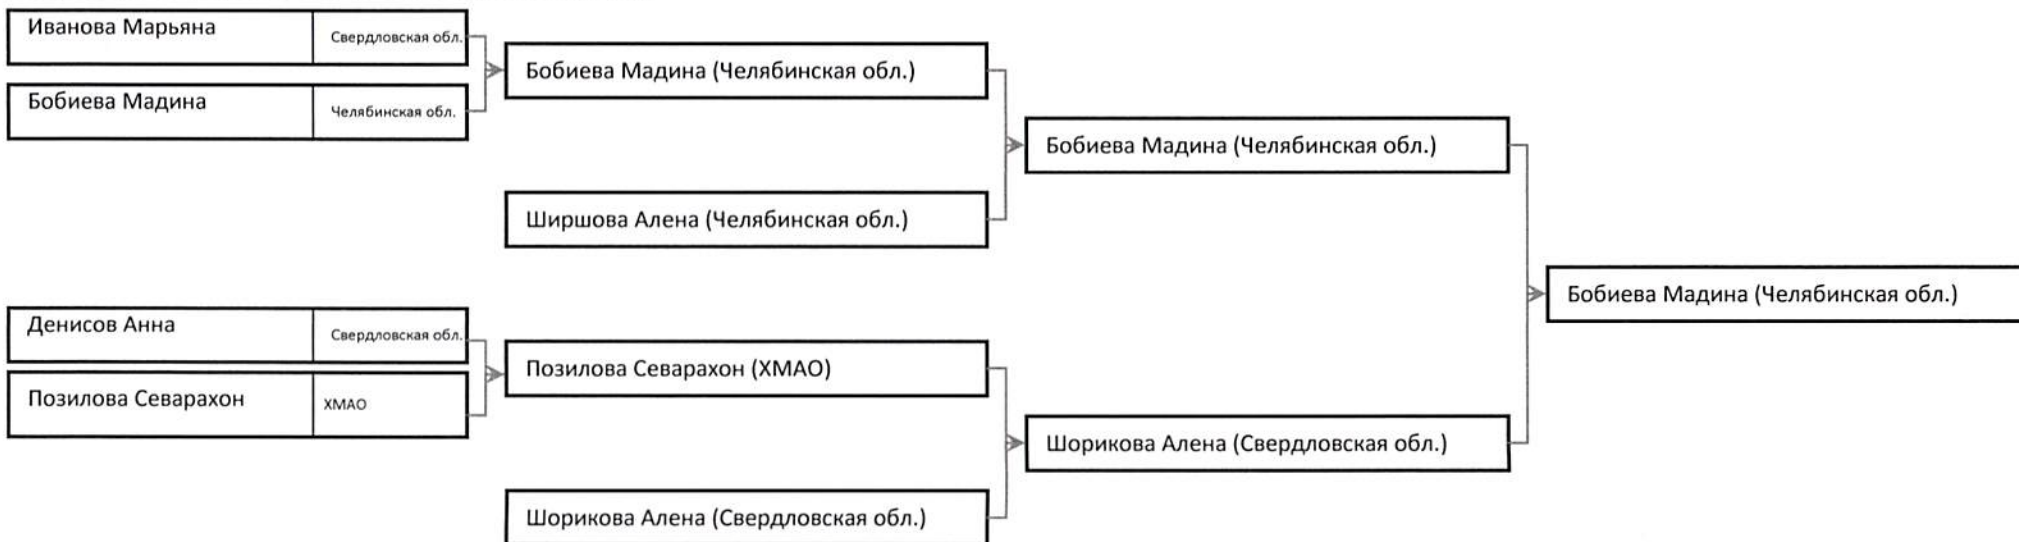 Иванова Марьяна
Свердловская обл.
Бобиева Мадина
Челябинская обл.
Бобиева Мадина (Челябинская обл.)
Ширшова Алена (Челябинская обл.)
Бобиева Мадина (Челябинская обл.)
Денисов Анна
Свердловская обл.
Позилова Севарахон
ХМАО
Позилова Севарахон (ХМАО)
Шорикова Алена (Свердловская обл.)
Шорикова Алена (Свердловская обл.)
Бобиева Мадина (Челябинская обл.)